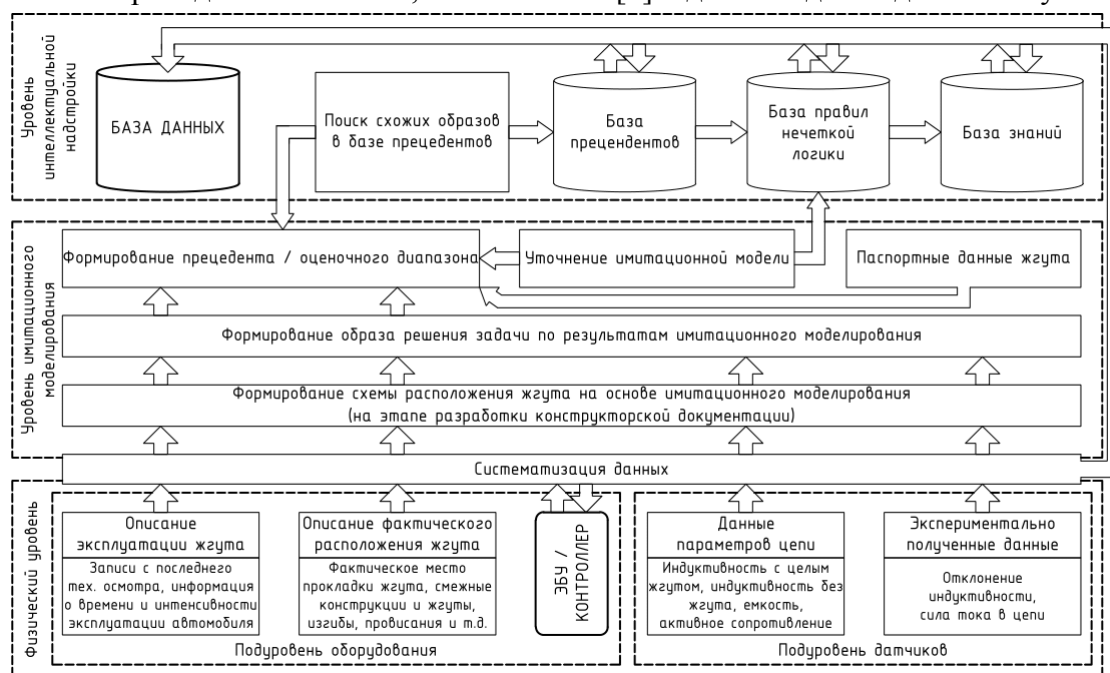 Уровень
интеллектуальной
надстройки
БАЗА ДАННЫХ
Поиск схожих образов
в базе прецедентов
База
прецендентов
База правил
нечеткой
логики
База знаний
Уровень имитационного
моделирования
Формирование прецедента / оценочного диапазона
Уточнение имитационной модели
Паспортные данные жгута
Формирование образа решения задачи по результатам имитационного моделирования
Формирование схемы расположения жгута на основе имитационного моделирования
(на этапе разработки конструкторской документации)
Систематизация данных
Физический уровень
Описание
эксплуатации жгута
Записи с последнего
тех. осмотра, информация
о времени и интенсивности
эксплуатации автомобиля
Описание фактического
расположения жгута
Фактическое место
прокладки жгута, смежные
конструкции и жгуты,
изгибы, провисания и т.д.
ЭБУ /
КОНТРОЛЛЕР
Подуровень оборудования
Данные
параметров цепи
Индуктивность с целым
жгутом, индуктивность без
жгута, емкость,
активное сопротивление
Экспериментально
полученные данные
Отклонение
индуктивности,
сила тока в цепи
Подуровень датчиков